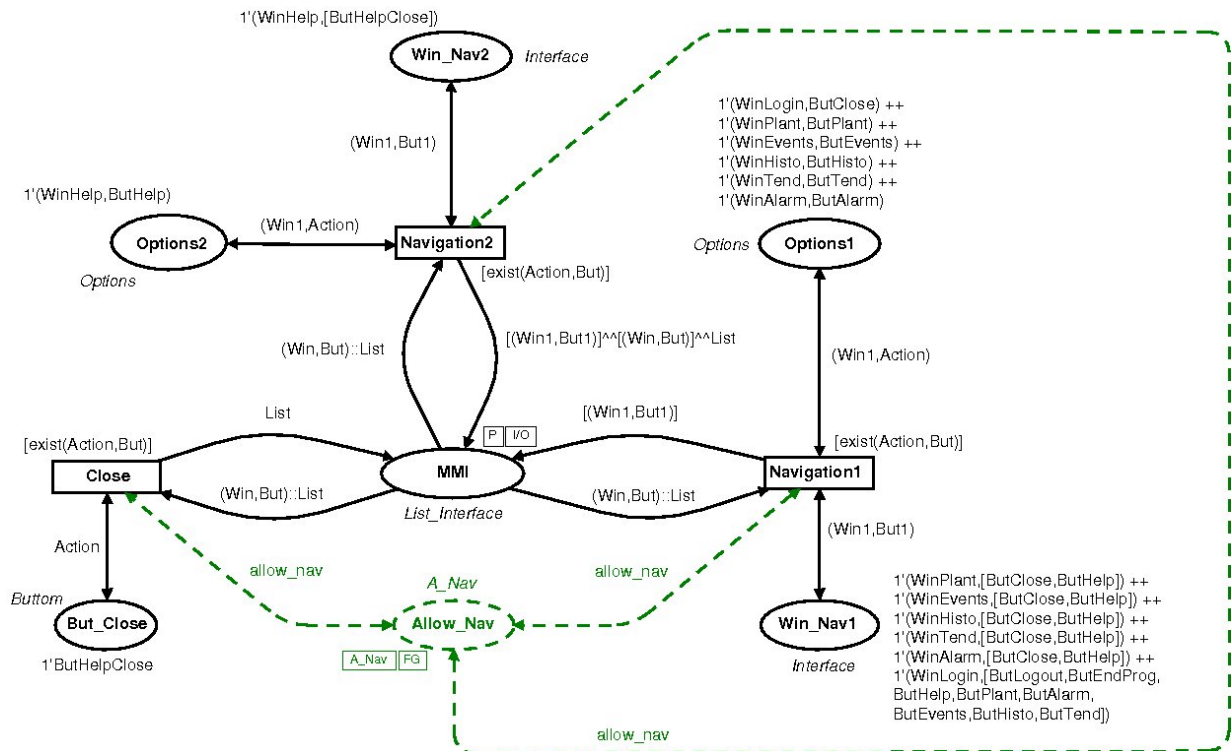 1'(WinHelp,[ButHelpClose])
Win_Nav2
Interface
1'(WinLogin,ButClose) ++
1'(WinPlant,ButPlant) ++
1'(WinEvents,ButEvents) ++
1'(WinHisto,ButHisto) ++
1'(WinTend,ButTend) ++
1'(WinAlarm,ButAlarm)
(Win1,But1)
1'(WinHelp,ButHelp)
Options2
(Win1,Action)
Navigation2
Options
Options1
Options
[exist(Action,But)]
(Win,But)::List
[(Win1,But1)]^^[(Win,But)]^^List
(Win1,Action)
List
[(Win1,But1)]
[exist(Action,But)]
P
I/O
[exist(Action,But)]
Close
MMI
Navigation1
(Win,But)::List
(Win,But)::List
List_Interface
(Win1,But1)
Action
allow_nav
allow_nav
A_Nav
Buttom
But_Close
Allow_Nav
Win_Nav1
1'ButHelpClose
A_Nav
FG
Interface
1'(WinPlant,[ButClose,ButHelp]) ++
1'(WinEvents,[ButClose,ButHelp]) ++
1'(WinHisto,[ButClose,ButHelp]) ++
1'(WinTend,[ButClose,ButHelp]) ++
1'(WinAlarm,[ButClose,ButHelp]) ++
1'(WinLogin,[ButLogout,ButEndProg,
ButHelp,ButPlant,ButAlarm,
ButEvents,ButHisto,ButTend])
allow_nav